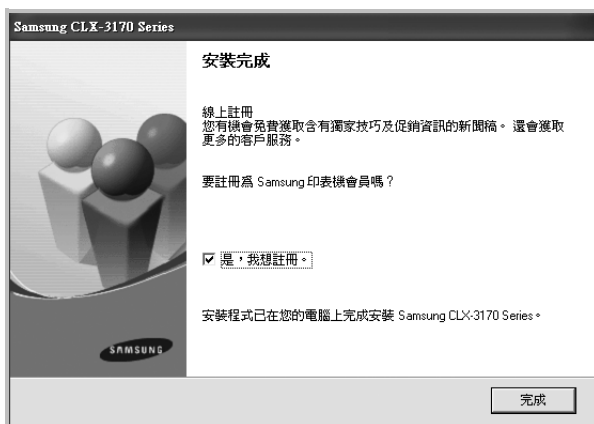 Samsung CLX-3170 Series
安裝完成
線上註冊
您有機會免費獲取含有獨家技巧及促銷資訊的新聞稿。還會獲取
更多的客戶服務。
要註冊為 Samsung 印表機會員嗎？
是，我想註冊。
安裝程式已在您的電腦上完成安裝 Samsung CLX-3170 Series。
SAMSUNG
完成